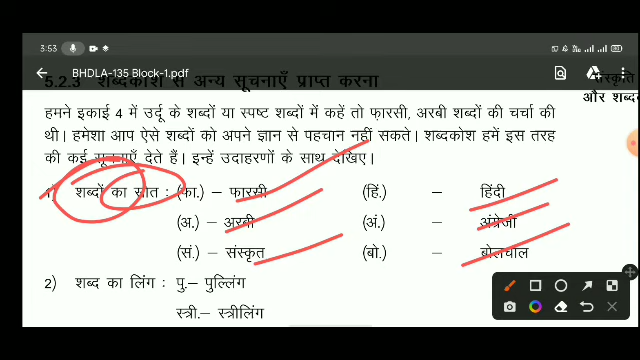 3:53
BHDLA-135 Block-1.pdf
5.2.3 शब्दकोश से अन्य सूचनाएँ प्राप्त करना
संस्कृति
और शब्द
हमने इकाई 4 में उर्दू के शब्दों या स्पष्ट शब्दों में कहें तो फ़ारसी, अरबी शब्दों की चर्चा की
थी। हमेशा आप ऐसे शब्दों को अपने ज्ञान से पहचान नहीं सकते। शब्दकोश हमें इस तरह
की कई सूचनाएँ देते हैं। इन्हें उदाहरणों के साथ देखिए।
1) शब्दों का स्रोत : (फा.) – फारसी (हिं.) – हिंदी
(अ.) – अरबी (अं.) – अंग्रेजी
(सं.) – संस्कृत (बो.) – बोलचाल
2) शब्द का लिंग : पु.– पुल्लिंग
स्त्री.– स्त्रीलिंग